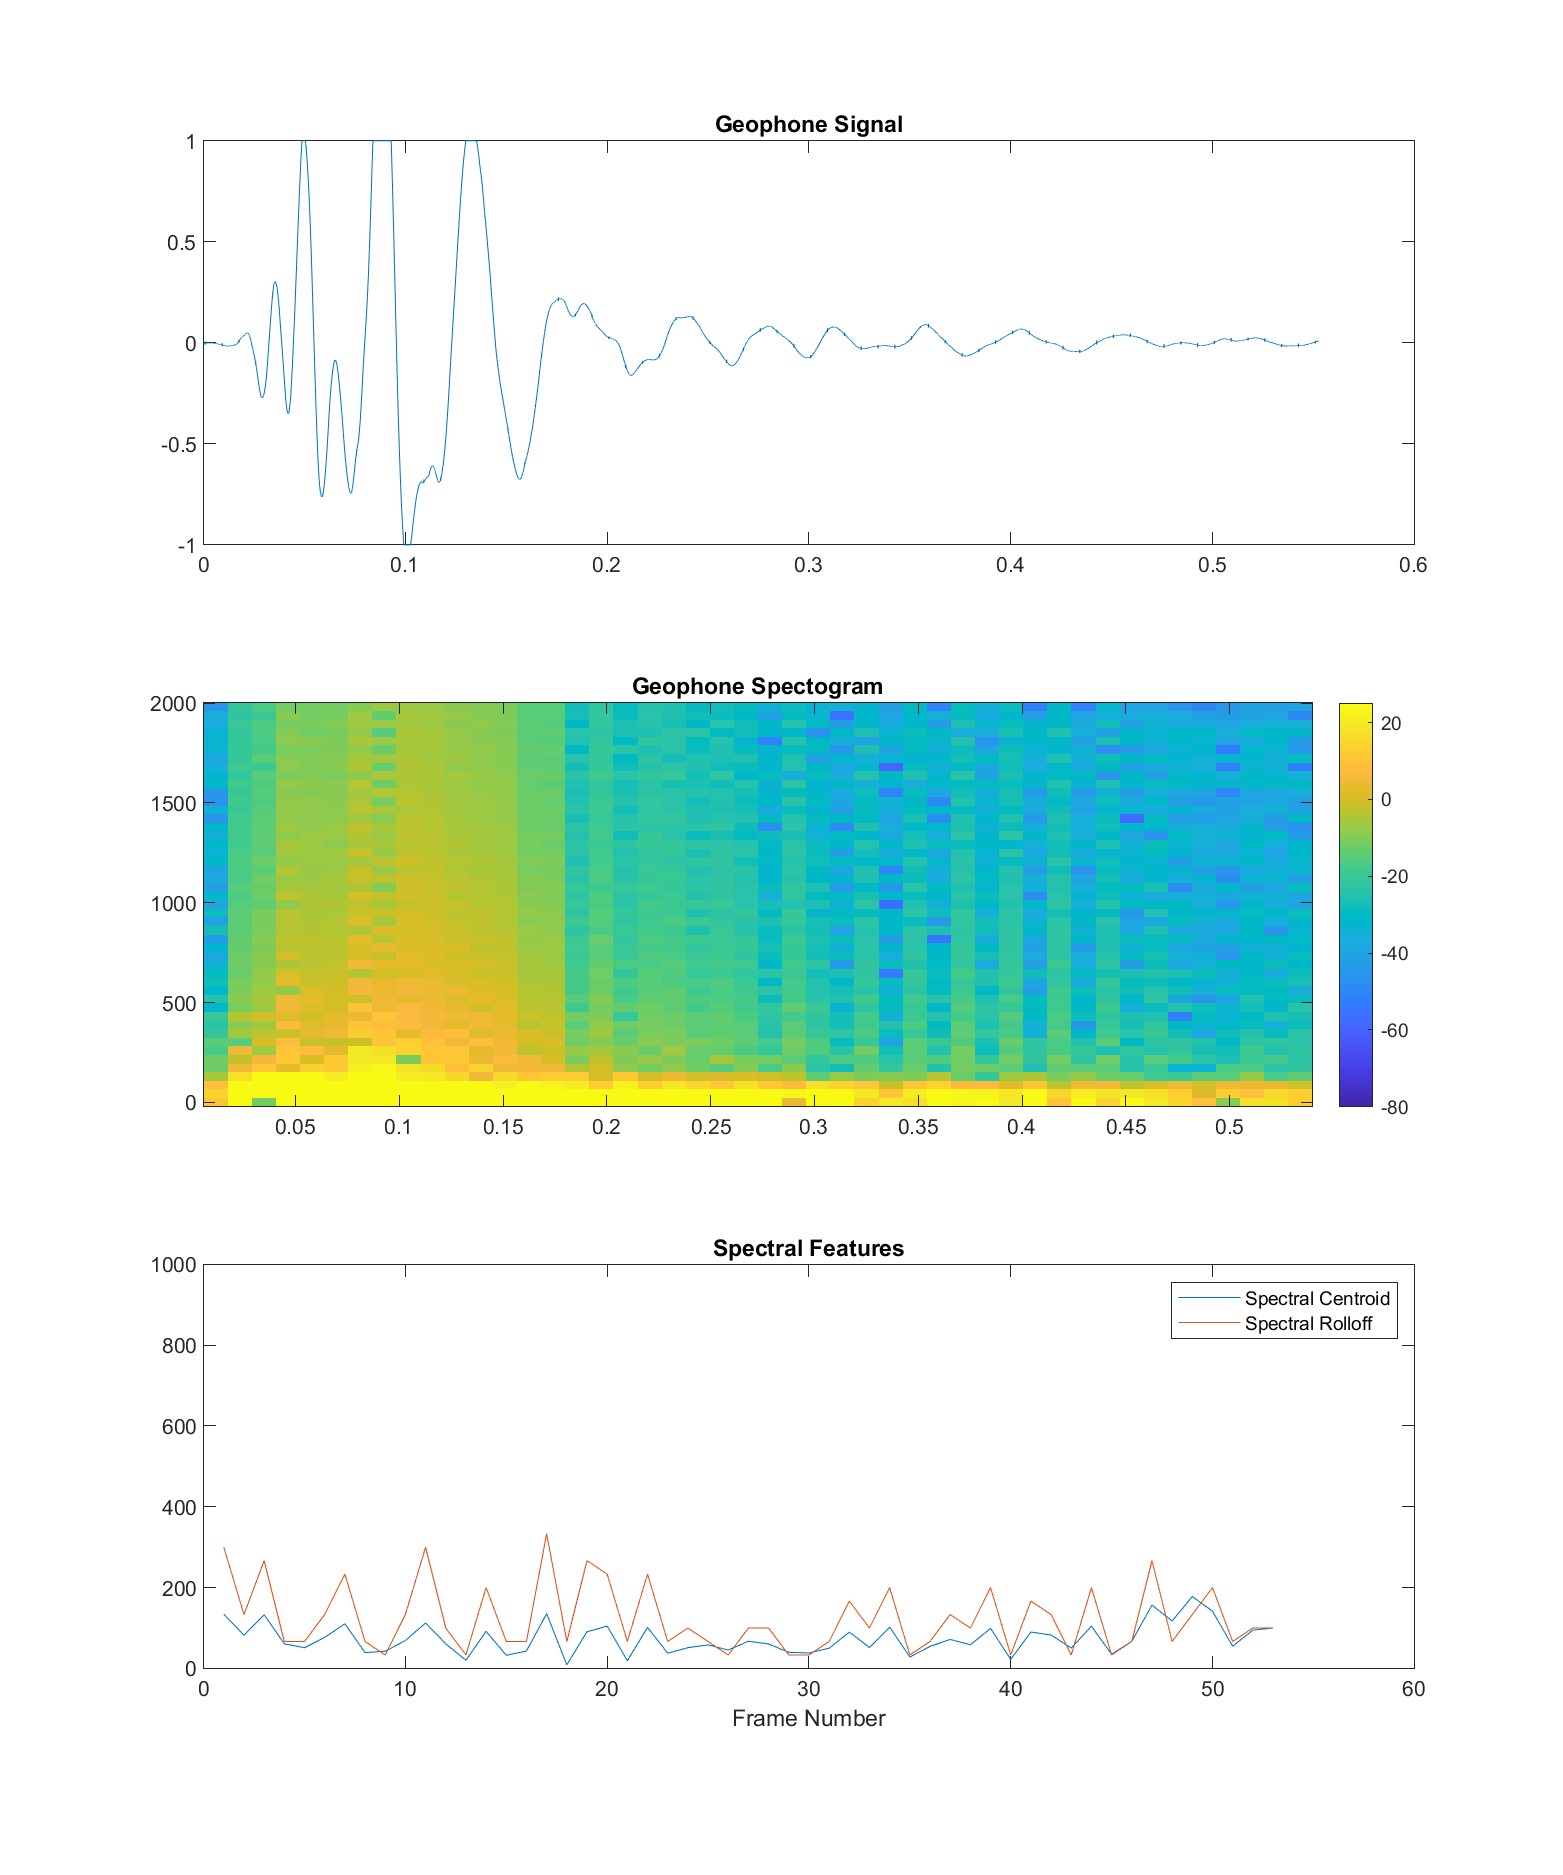 Geophone Signal
1
0.5
0
-0.5
-1
0 0.1 0.2 0.3 0.4 0.5 0.6
Geophone Spectogram
2000
1500
1000
500
0
20
0
-20
-40
-60
-80
0.05 0.1 0.15 0.2 0.25 0.3 0.35 0.4 0.45 0.5
Spectral Features
1000
800
600
400
200
0
Spectral Centroid
Spectral Rolloff
0 10 20 30 40 50 60
Frame Number